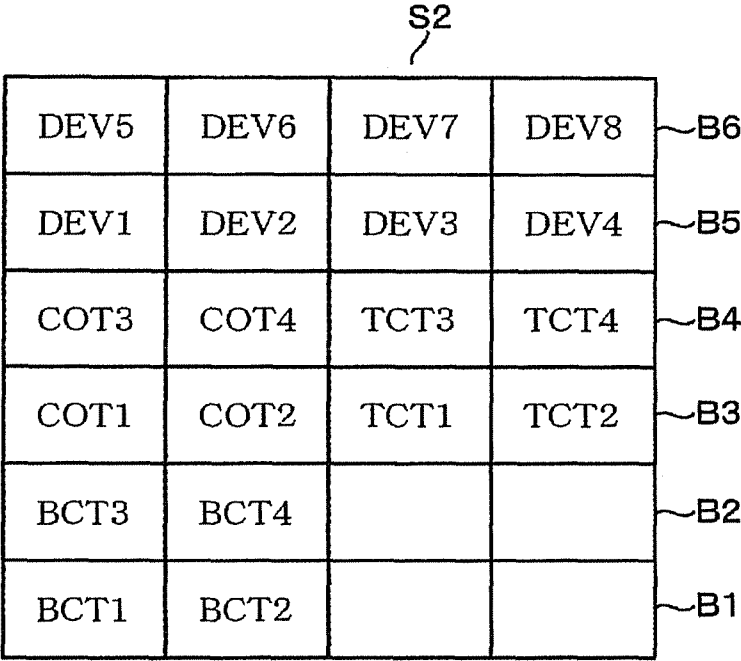 S2
DEV5 DEV6 DEV7 DEV8 B6
DEV1 DEV2 DEV3 DEV4 B5
COT3 COT4 TCT3 TCT4 B4
COT1 COT2 TCT1 TCT2 B3
BCT3 BCT4 B2
BCT1 BCT2 B1